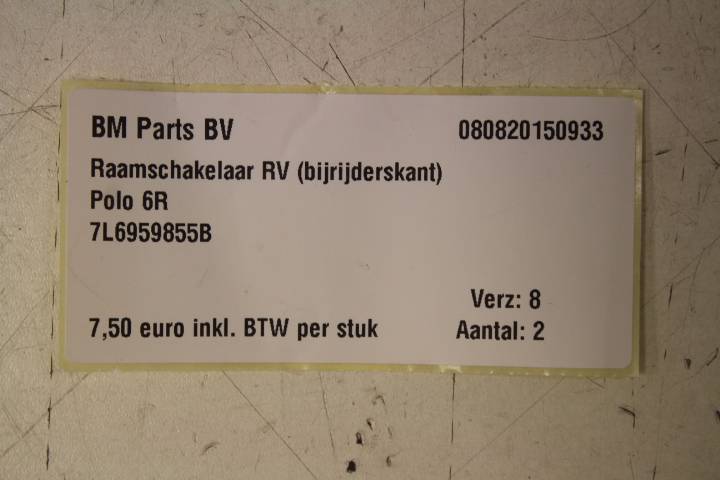 BM Parts BV 080820150933
Raamschakelaar RV (bijrijderskant)
Polo 6R
7L6959855B
Verz: 8
7,50 euro inkl. BTW per stuk Aantal: 2